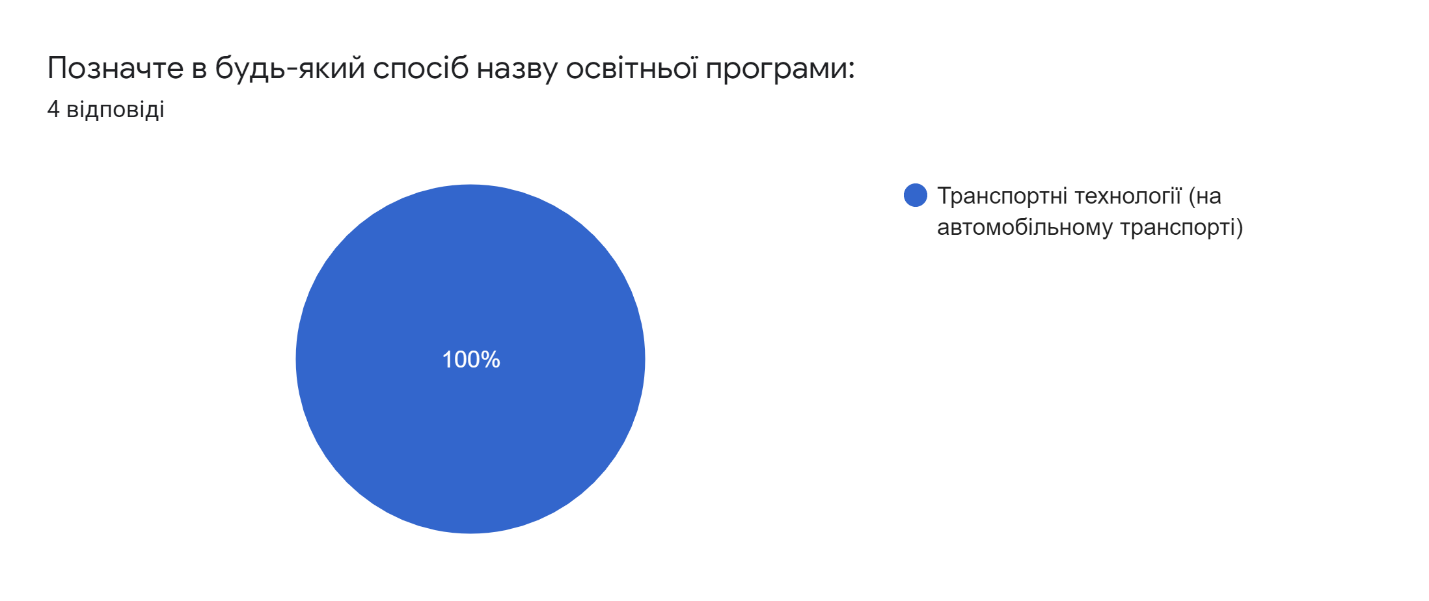 Позначте в будь-який спосіб назву освітньої програми:
4 відповіді
100%
Транспортні технології (на
автомобільному транспорті)